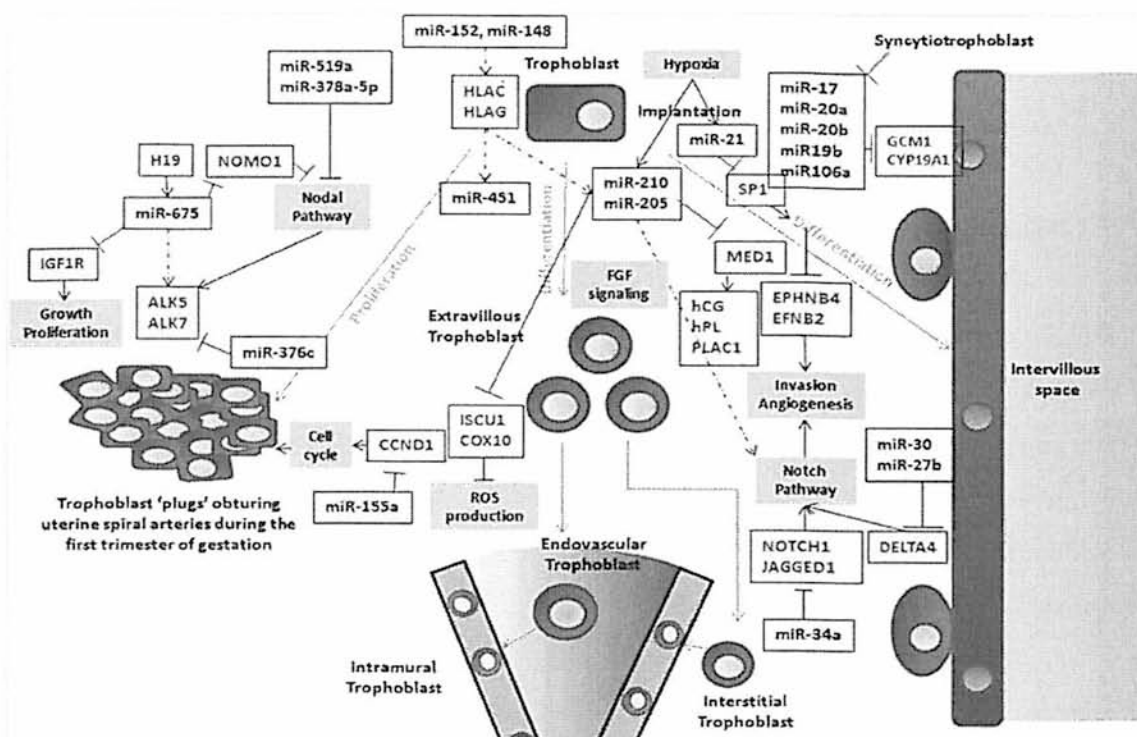 miR-152, miR-148
Syncytiotrophoblast
miR-519a
miR-378a-5p
Trophoblast
Hypoxia
HLAC
HLAG
Implantation
miR-17
miR-20a
miR-20b
miR19b
miR106a
miR-21
GCM1
CYP19A1
H19
NOMO1
SP1
miR-451
miR-210
miR-205
Nodal
Pathway
miR-675
Differentiation
Differentiation
Proliferation
IGF1R
MED1
FGF
signaling
ALK5
ALK7
hCG
hPL
PLAC1
EPHNB4
EFNB2
Growth
Proliferation
Extravillous
Trophoblast
miR-376c
Intervillous
space
Invasion
Angiogenesis
ISCU1
COX10
Cell
cycle
CCND1
miR-30
miR-27b
Notch
Pathway
Trophoblast 'plugs' obturing
uterine spiral arteries during the
first trimester of gestation
miR-155a
ROS
production
Endovascular
Trophoblast
NOTCH1
JAGGED1
DELTA4
miR-34a
Intramural
Trophoblast
Interstitial
Trophoblast